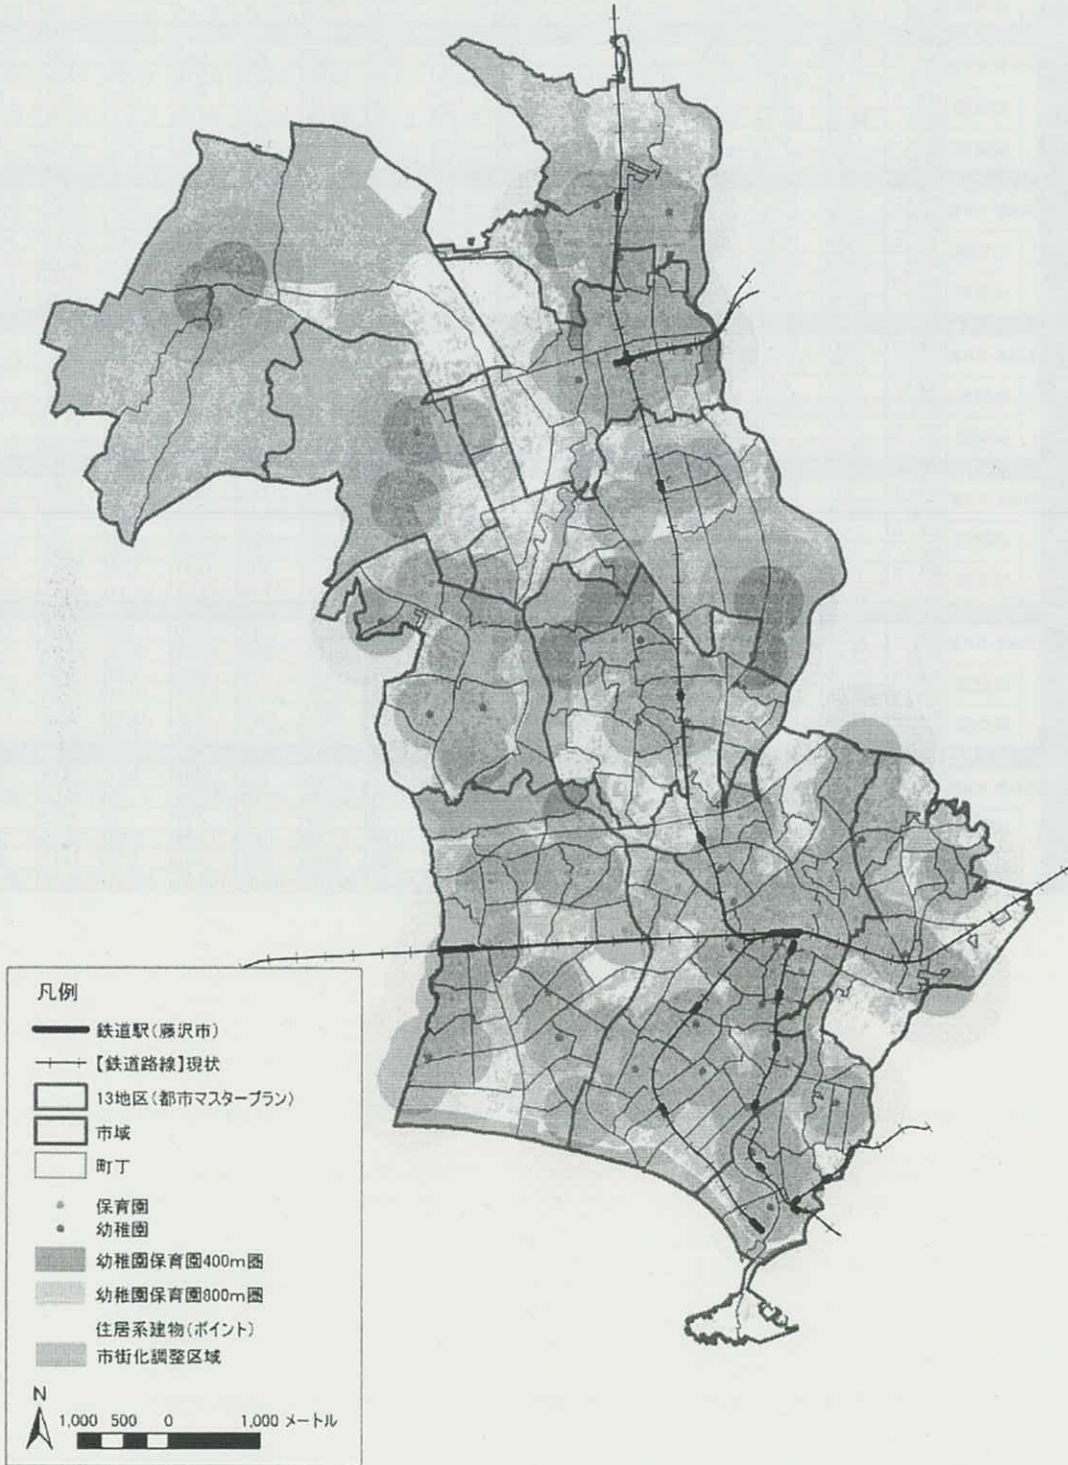 凡例
鉄道駅(藤沢市)
【鉄道路線】現状
13地区(都市マスタープラン)
市域
町丁
保育園
幼稚園
幼稚園保育園400m圏
幼稚園保育園800m圏
住居系建物(ポイント)
市街化調整区域
N
1,000 500 0 1,000 メートル